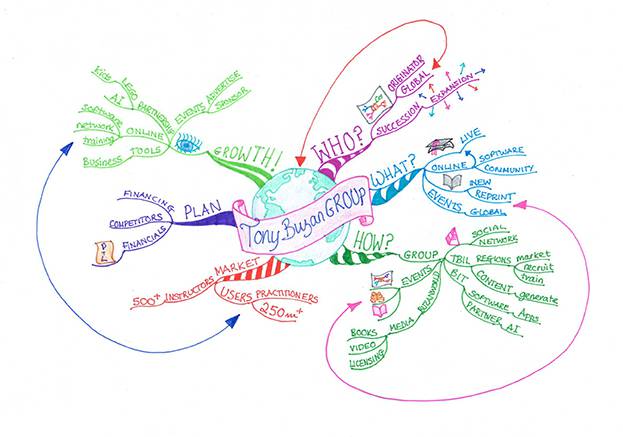 Tony Buzan GROUP
WHO?
ORIGINATOR
GLOBAL
SUCCESSION
EXPANSION
WHAT?
ONLINE
LIVE
SOFTWARE
COMMUNITY
EVENTS
NEW
REPRINT
GLOBAL
HOW?
GROUP
SOCIAL
NETWORK
TBIL
REGIONS
market
recruit
train
BIT
CONTENT
generate
SOFTWARE
Apps
PARTNER
AI
EVENTS
MEDIA
BOOKS
VIDEO
LICENSING
MARKET
INSTRUCTORS
500+
USERS
PRACTITIONERS
250m+
PLAN
FINANCING
COMPETITORS
FINANCIALS
GROWTH!
EVENTS
ADVERTISE
SPONSOR
PARTNERSHIP
Kids
LEGO
AI
ONLINE
Software
network
training
TOOLS
BUSINESS